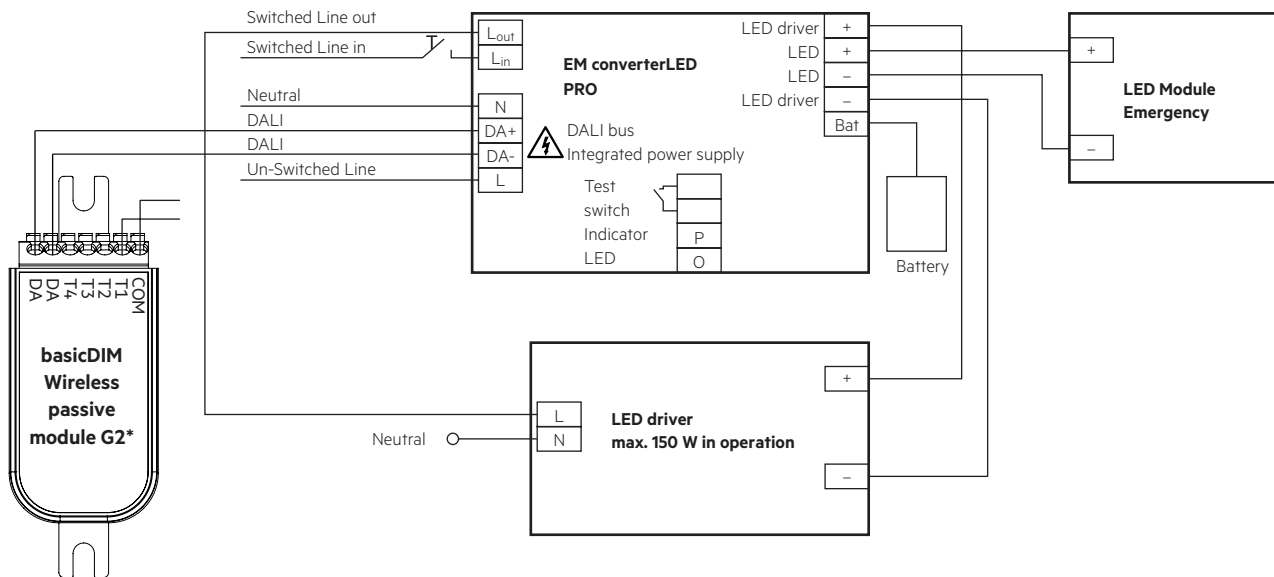 Switched Line out
Switched Line in
Neutral
DALI
DALI
Un-Switched Line
Lout
Lin
N
DA+
DA-
L
EM converterLED
PRO
DALI bus
Integrated power supply
Test
switch
Indicator
LED
P
O
LED driver
LED
LED
LED driver
+
+
–
–
Bat
Battery
+
–
LED Module
Emergency
DA
DA
T4
T3
T2
T1
COM
basicDIM
Wireless
passive
module G2*
Neutral
L
N
LED driver
max. 150 W in operation
+
–